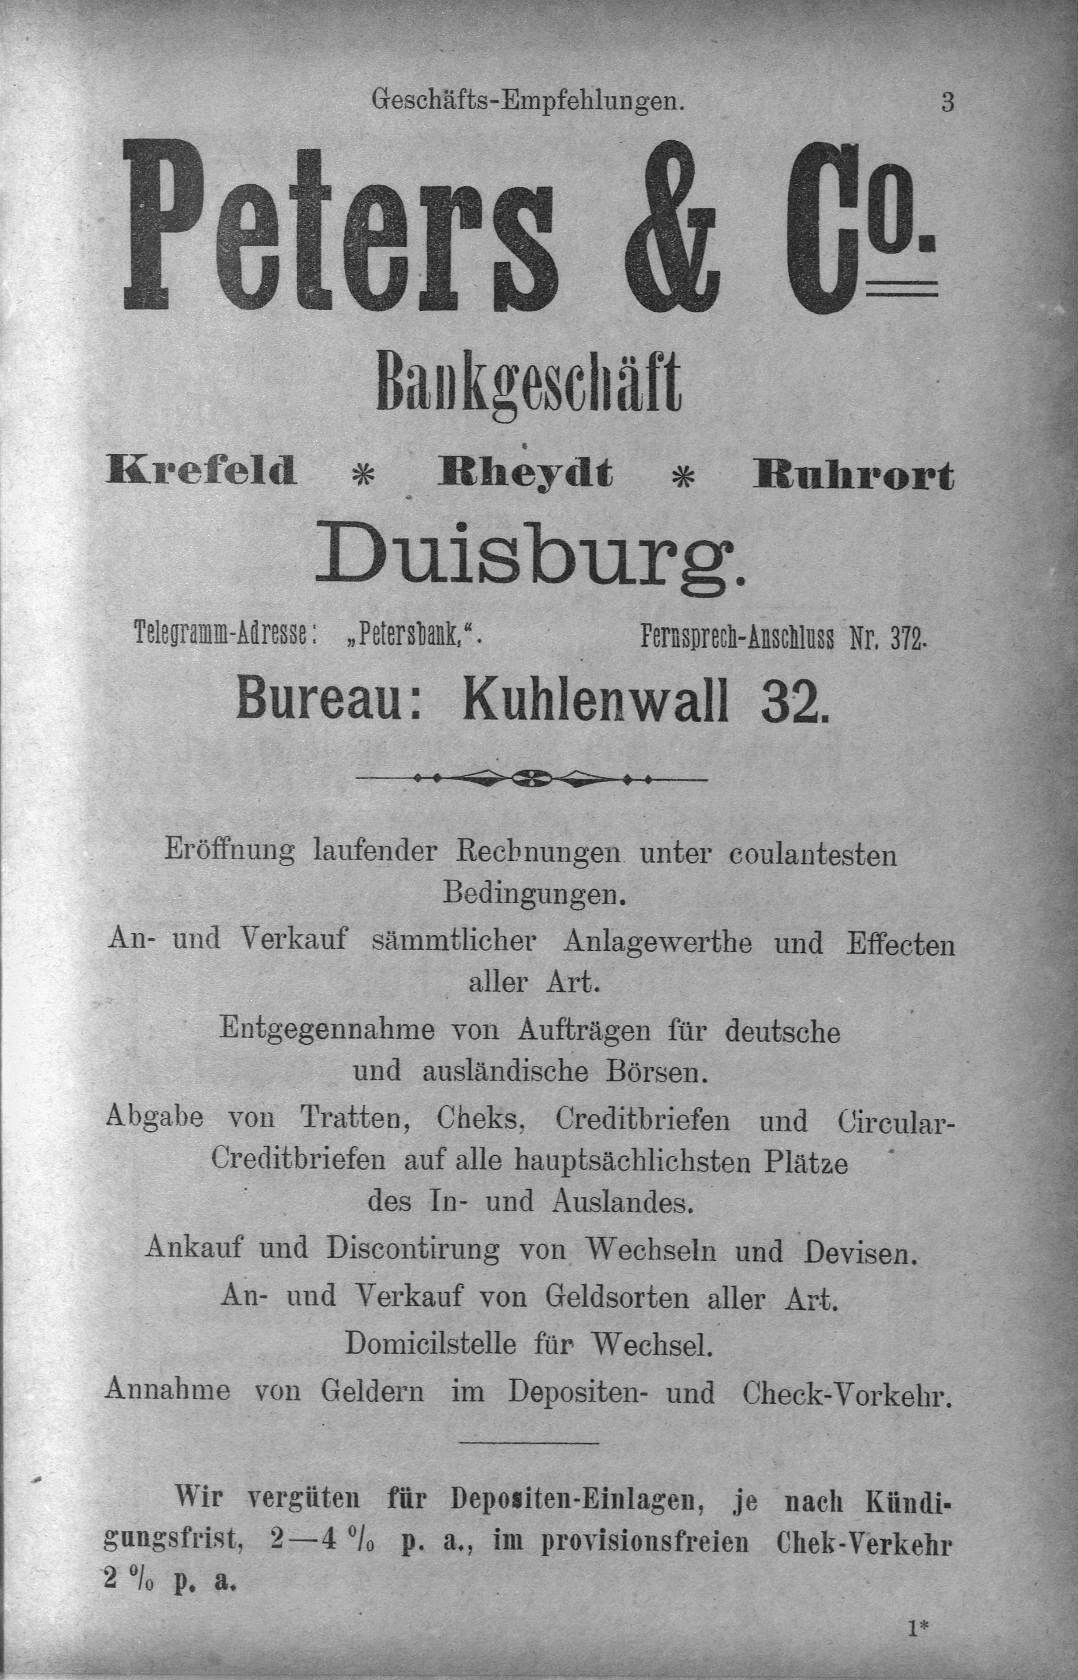 Geschäfts-Empfehlungen. 3
Peters & Co.
Bankgeschäft
Krefeld * Rheydt * Ruhrort
Duisburg.
Telegramm-Adresse: „Petersbank,“. Fernsprech-Anschluss Nr. 372.
Bureau: Kuhlenwall 32.
Eröffnung laufender Rechnungen unter coulantesten
Bedingungen.
An- und Verkauf sämmtlicher Anlagewerthe und Effecten
aller Art.
Entgegennahme von Aufträgen für deutsche
und ausländische Börsen.
Abgabe von Tratten, Cheks, Creditbriefen und Circular-
Creditbriefen auf alle hauptsächlichsten Plätze
des In- und Auslandes.
Ankauf und Discontirung von Wechseln und Devisen.
An- und Verkauf von Geldsorten aller Art.
Domicilstelle für Wechsel.
Annahme von Geldern im Depositen- und Check-Vorkehr.
Wir vergüten für Depositen-Einlagen, je nach Kündi-
gungsfrist, 2—4 % p. a., im provisionsfreien Chek-Verkehr
2 % p. a.
1*